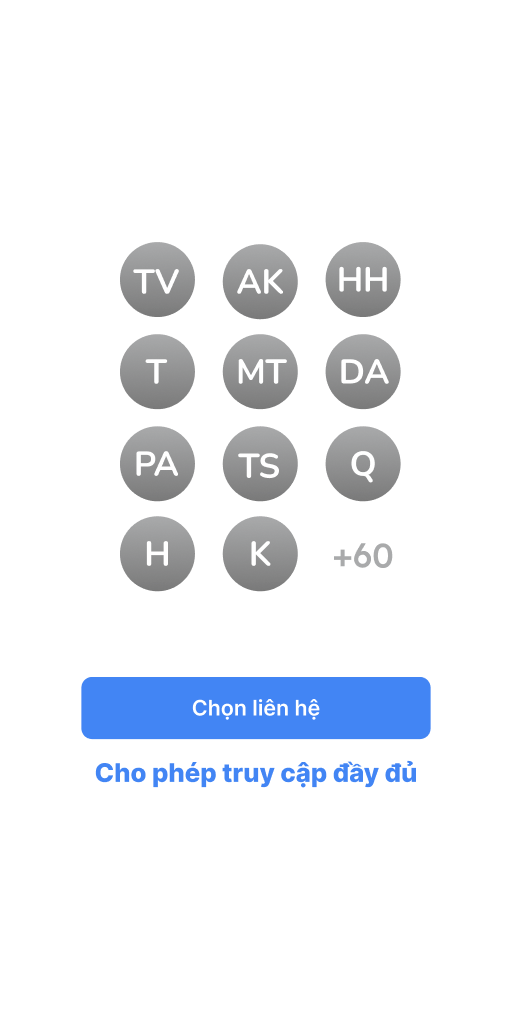 TV AK HH
T MT DA
PA TS Q
H K +60
Chọn liên hệ
Cho phép truy cập đầy đủ